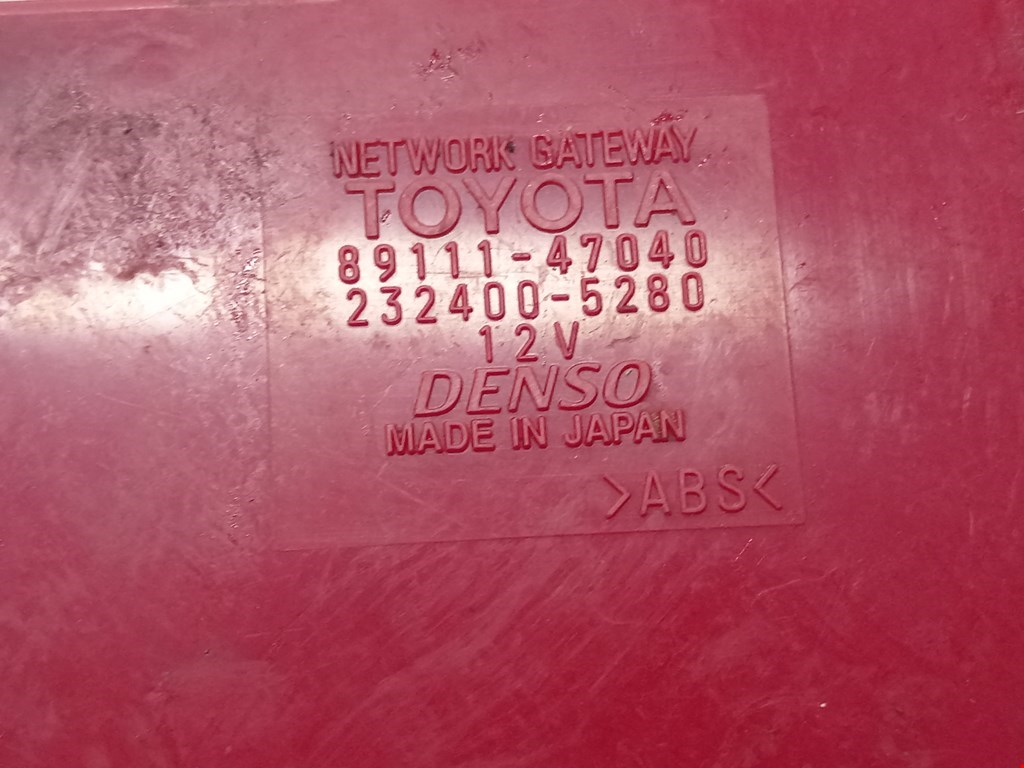 NETWORK GATEWAY
TOYOTA
89111-47040
232400-5280
12V
DENSO
MADE IN JAPAN
>ABS<